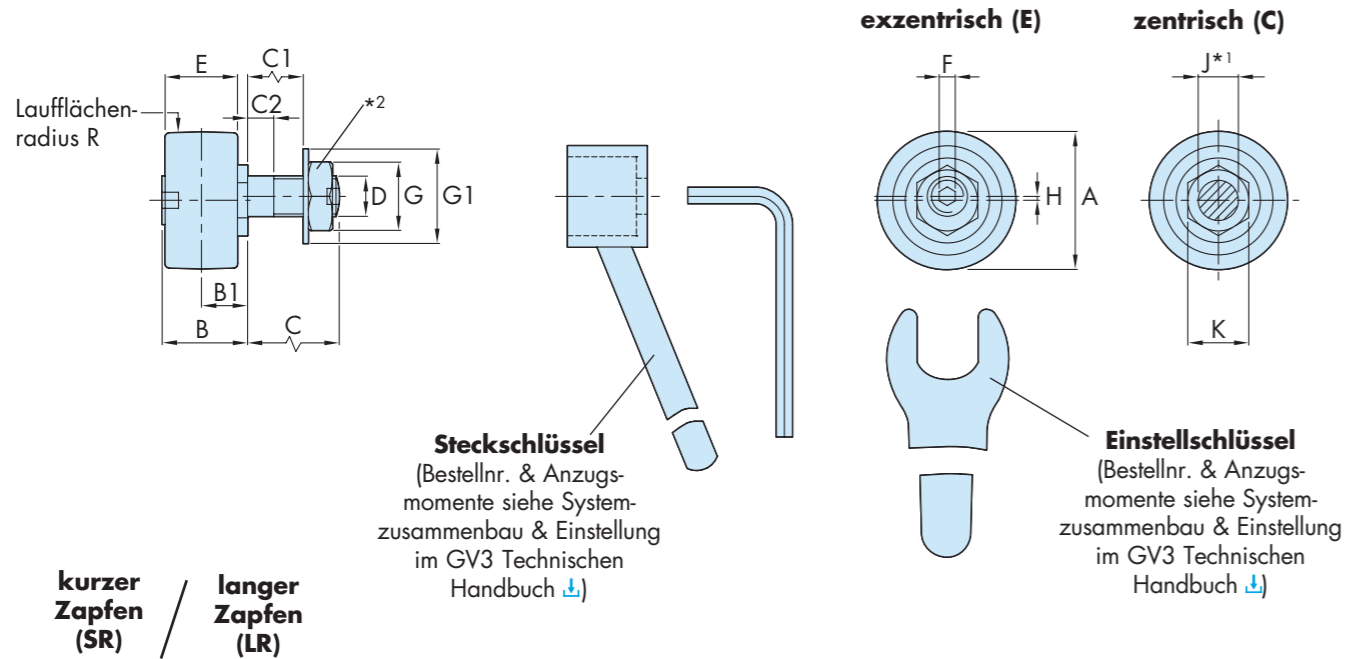 exzentrisch (E)
zentrisch (C)
E
C1
C2
*2
Laufflächen-
radius R
D
G
G1
B1
B
C
F
H
A
J*1
K
Steckschlüssel
(Bestellnr. & Anzugs-
momente siehe System-
zusammenbau & Einstellung
im GV3 Technischen
Handbuch )
Einstellschlüssel
(Bestellnr. & Anzugs-
momente siehe System-
zusammenbau & Einstellung
im GV3 Technischen
Handbuch )
kurzer
Zapfen
(SR)
/
langer
Zapfen
(LR)